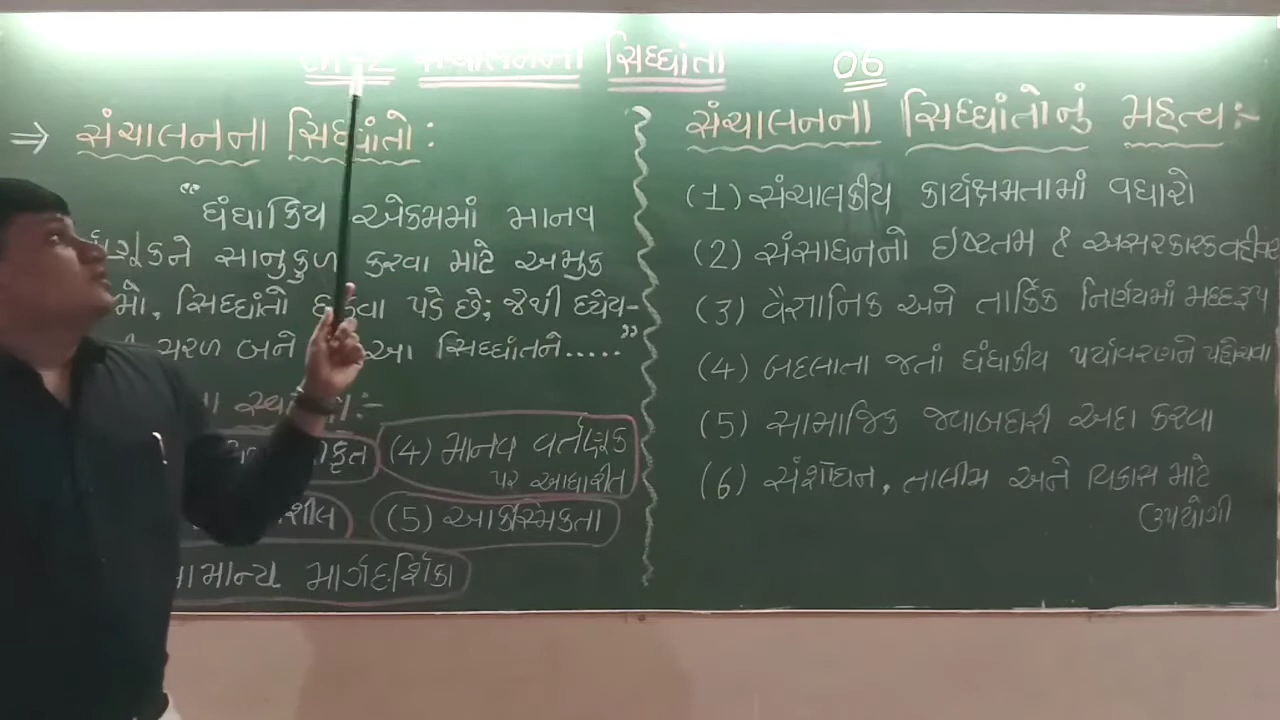 સિદ્ધાંતો 06
⇒ સંચાલનના સિદ્ધાંતો :
“ધંધાકિય એકમમાં માનવ
સાનુકુળ કરવા માટે અમુક
સિદ્ધાંતો પડે છે; જેથી ધ્યેય-
બને આ સિદ્ધાંતને.....”
(4) માનવ વર્તણૂંક
પર આધારીત
(5) આકસ્મિકતા
માર્ગદર્શિકા
સંચાલનના સિદ્ધાંતોનું મહત્વ :-
(1) સંચાલકીય કાર્યક્ષમતામાં વધારો
(2) સંસાધનનો ઇષ્ટતમ ને અસરકારક
(3) વૈજ્ઞાનિક અને તાર્કિક નિર્ણયમાં મદદરૂપ
(4) બદલાતા જતાં ધંધાકીય પર્યાવરણને પહોંચવા
(5) સામાજિક જવાબદારી અદા કરવા
(6) સંશોધન, તાલીમ અને વિકાસ માટે
ઉપયોગી